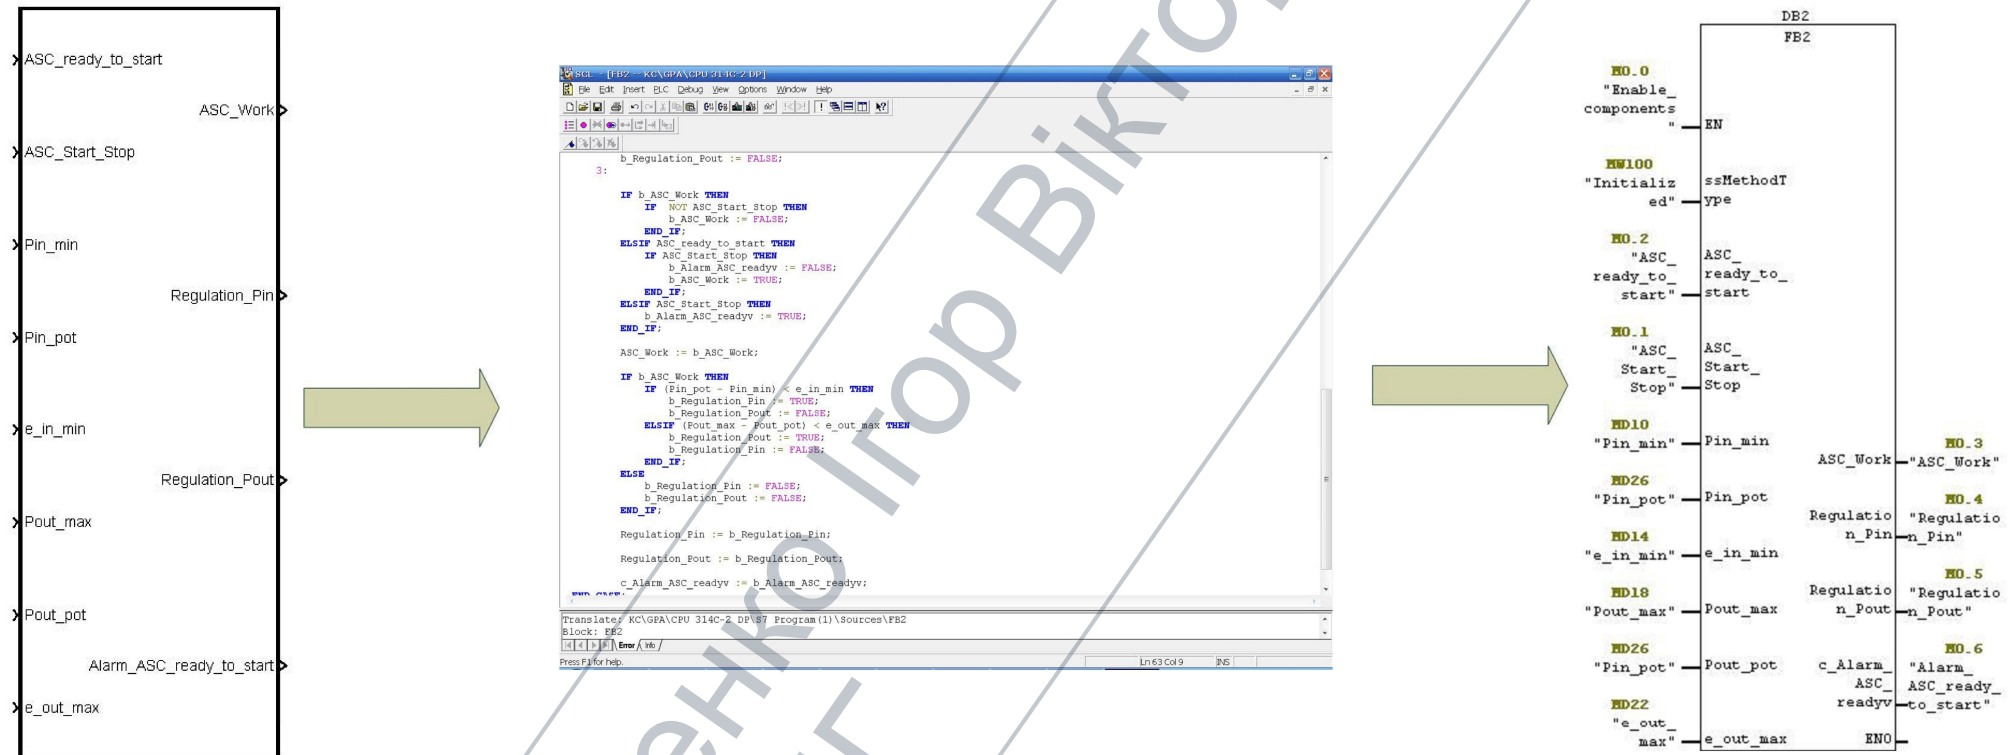 ASC_ready_to_start
ASC_Work
ASC_Start_Stop
Pin_min
Regulation_Pin
Pin_pot
e_in_min
Regulation_Pout
Pout_max
Pout_pot
Alarm_ASC_ready_to_start
e_out_max
SCL - [FB2 -- KC\GPA\CPU 314C-2 DP]
File Edit Insert PLC Debug View Options Window Help
b_Regulation_Pout := FALSE;
3:
IF b_ASC_Work THEN
IF NOT ASC_Start_Stop THEN
b_ASC_Work := FALSE;
END_IF;
ELSIF ASC_ready_to_start THEN
IF ASC_Start_Stop THEN
b_Alarm_ASC_readyv := FALSE;
b_ASC_Work := TRUE;
END_IF;
ELSIF ASC_Start_Stop THEN
b_Alarm_ASC_readyv := TRUE;
END_IF;
ASC_Work := b_ASC_Work;
IF b_ASC_Work THEN
IF (Pin_pot - Pin_min) < e_in_min THEN
b_Regulation_Pin := TRUE;
b_Regulation_Pout := FALSE;
ELSIF (Pout_max - Pout_pot) < e_out_max THEN
b_Regulation_Pout := TRUE;
b_Regulation_Pin := FALSE;
END_IF;
ELSE
b_Regulation_Pin := FALSE;
b_Regulation_Pout := FALSE;
END_IF;
Regulation_Pin := b_Regulation_Pin;
Regulation_Pout := b_Regulation_Pout;
c_Alarm_ASC_readyv := b_Alarm_ASC_readyv;
END_CASE;
Translate: KC\GPA\CPU 314C-2 DP\S7 Program(1)\Sources\FB2
Block: FB2
Error / Info
Press F1 for help.
Ln 63 Col 9
INS
DB2
FB2
M0.0
"Enable_
components
"
EN
MW100
"Initializ
ed"
ssMethodT
ype
M0.2
"ASC_
ready_to_
start"
ASC_
ready_to_
start
M0.1
"ASC_
Start_
Stop"
ASC_
Start_
Stop
MD10
"Pin_min"
Pin_min
MD26
"Pin_pot"
Pin_pot
MD14
"e_in_min"
e_in_min
MD18
"Pout_max"
Pout_max
MD26
"Pin_pot"
Pout_pot
MD22
"e_out_
max"
e_out_max
ASC_Work
M0.3
"ASC_Work"
Regulatio
n_Pin
M0.4
"Regulatio
n_Pin"
Regulatio
n_Pout
M0.5
"Regulatio
n_Pout"
c_Alarm_
ASC_
readyv
M0.6
"Alarm_
ASC_ready_
to_start"
ENO
енко Ігор Віктор